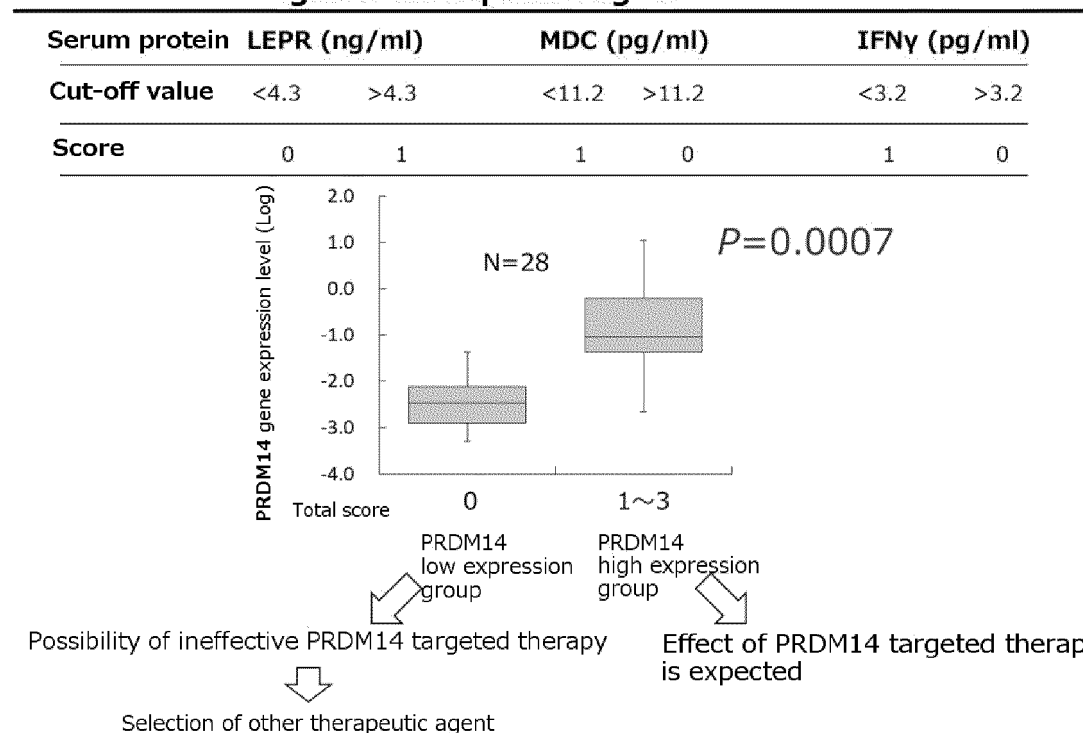 Serum protein LEPR (ng/ml) MDC (pg/ml) IFNγ (pg/ml)
Cut-off value <4.3 >4.3 <11.2 >11.2 <3.2 >3.2
Score 0 1 1 0 1 0
PRDM14 gene expression level (Log)
2.0
1.0
0.0
-1.0
-2.0
-3.0
-4.0
N=28
P=0.0007
Total score 0 1～3
PRDM14
low expression
group
PRDM14
high expression
group
Possibility of ineffective PRDM14 targeted therapy
Effect of PRDM14 targeted therap
is expected
Selection of other therapeutic agent